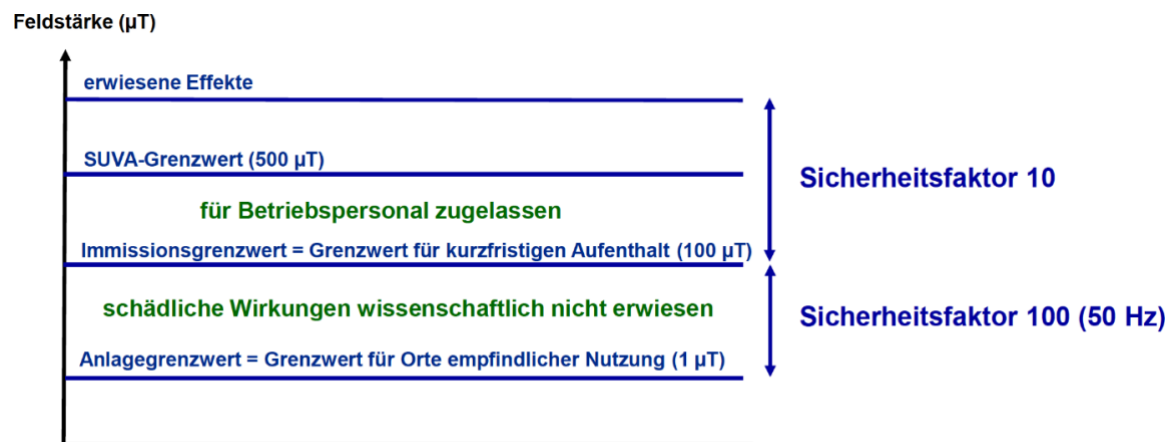 Feldstärke (µT)
erwiesene Effekte
SUVA-Grenzwert (500 µT)
Sicherheitsfaktor 10
für Betriebspersonal zugelassen
Immissionsgrenzwert = Grenzwert für kurzfristigen Aufenthalt (100 µT)
schädliche Wirkungen wissenschaftlich nicht erwiesen
Sicherheitsfaktor 100 (50 Hz)
Anlagegrenzwert = Grenzwert für Orte empfindlicher Nutzung (1 µT)